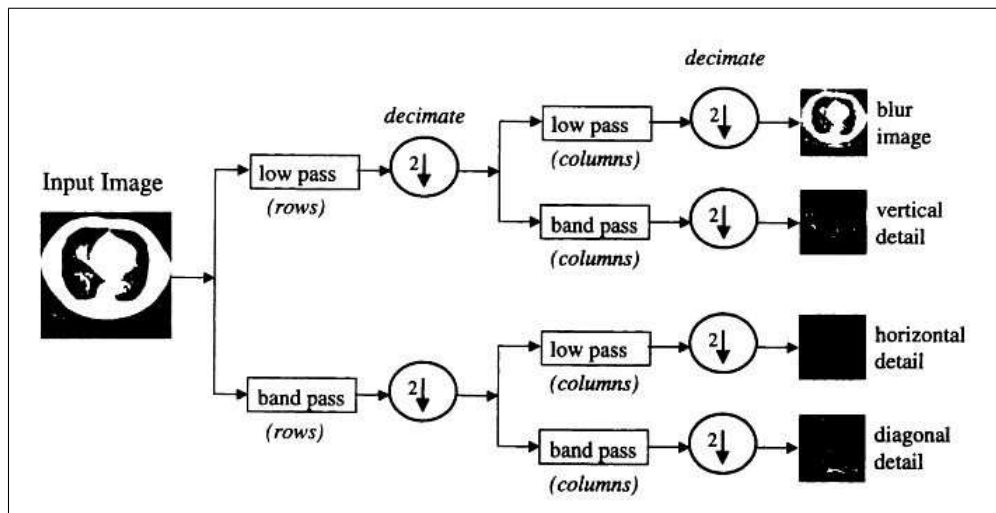 decimate
decimate
2
low pass
(columns)
blur
image
Input Image
low pass
(rows)
2
band pass
(columns)
2
vertical
detail
low pass
(columns)
2
horizontal
detail
band pass
(rows)
2
band pass
(columns)
2
diagonal
detail